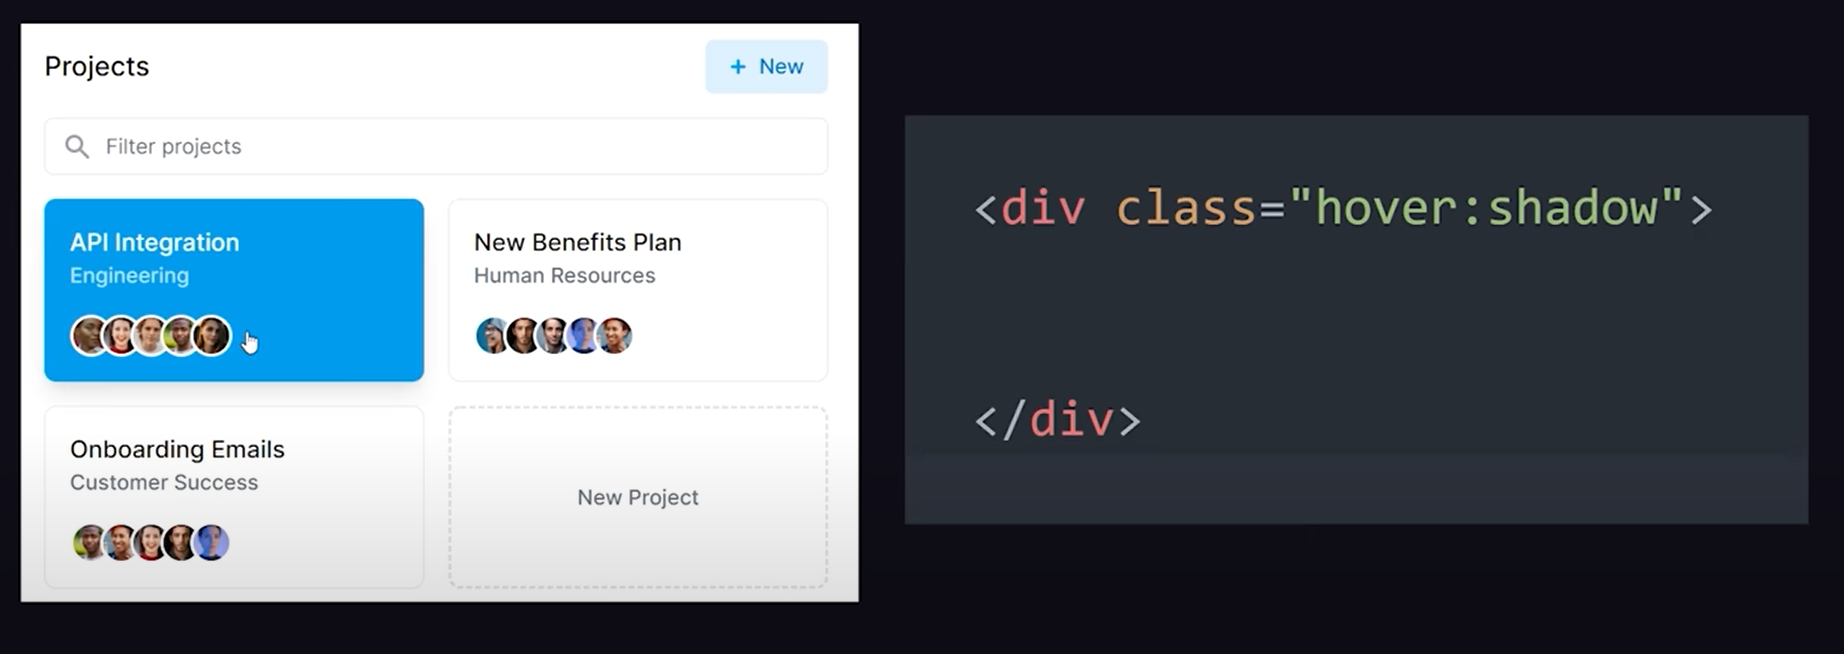 Projects
+ New
Filter projects
API Integration
Engineering
New Benefits Plan
Human Resources
Onboarding Emails
Customer Success
New Project
<div class="hover:shadow">
</div>